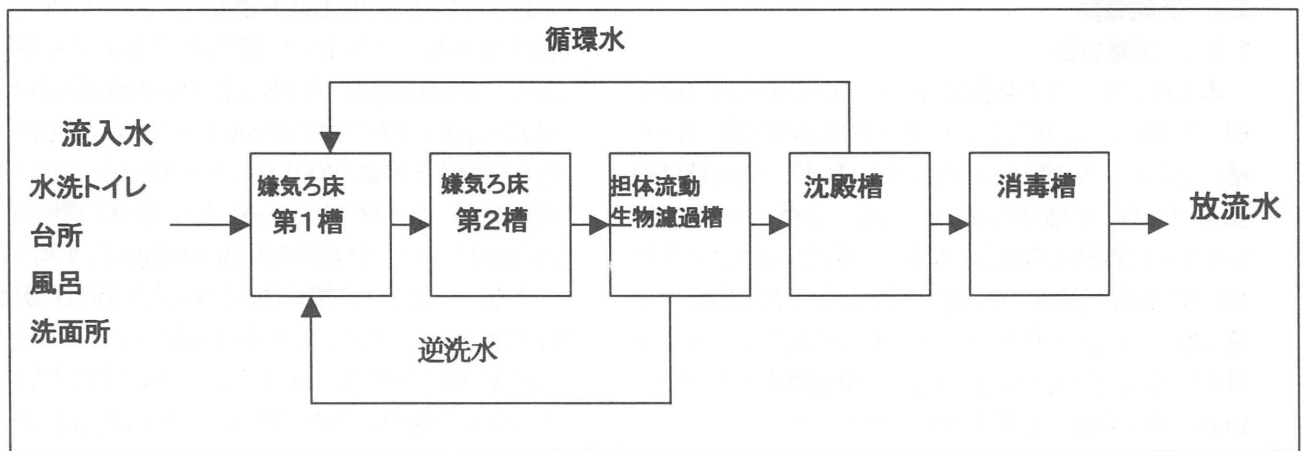 循環水
流入水
水洗トイレ
台所
風呂
洗面所
嫌気ろ床
第1槽
嫌気ろ床
第2槽
担体流動
生物濾過槽
沈殿槽
消毒槽
放流水
逆洗水